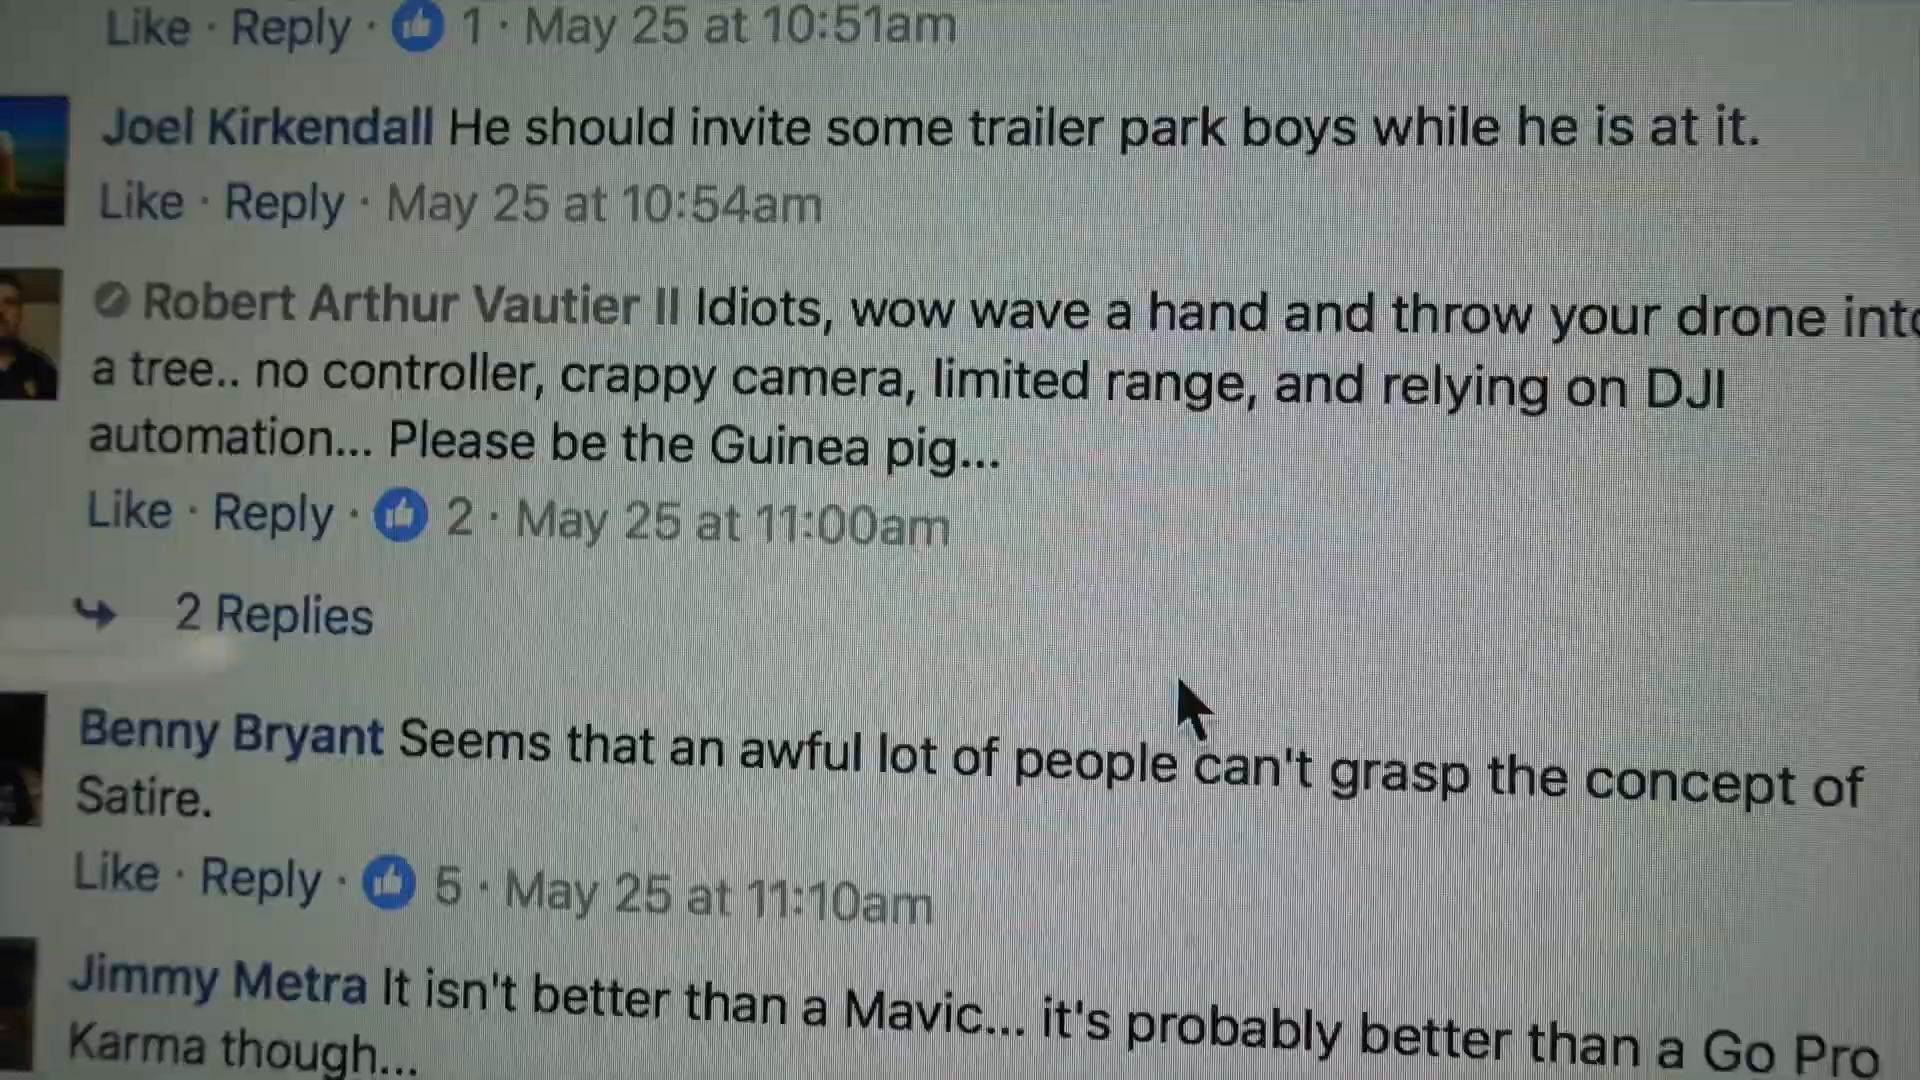 Like · Reply · 1 · May 25 at 10:51am
Joel Kirkendall He should invite some trailer park boys while he is at it.
Like · Reply · May 25 at 10:54am
Robert Arthur Vautier II Idiots, wow wave a hand and throw your drone into
a tree.. no controller, crappy camera, limited range, and relying on DJI
automation... Please be the Guinea pig...
Like · Reply · 2 · May 25 at 11:00am
2 Replies
Benny Bryant Seems that an awful lot of people can't grasp the concept of
Satire.
Like · Reply · 5 · May 25 at 11:10am
Jimmy Metra It isn't better than a Mavic... it's probably better than a Go Pro
Karma though...